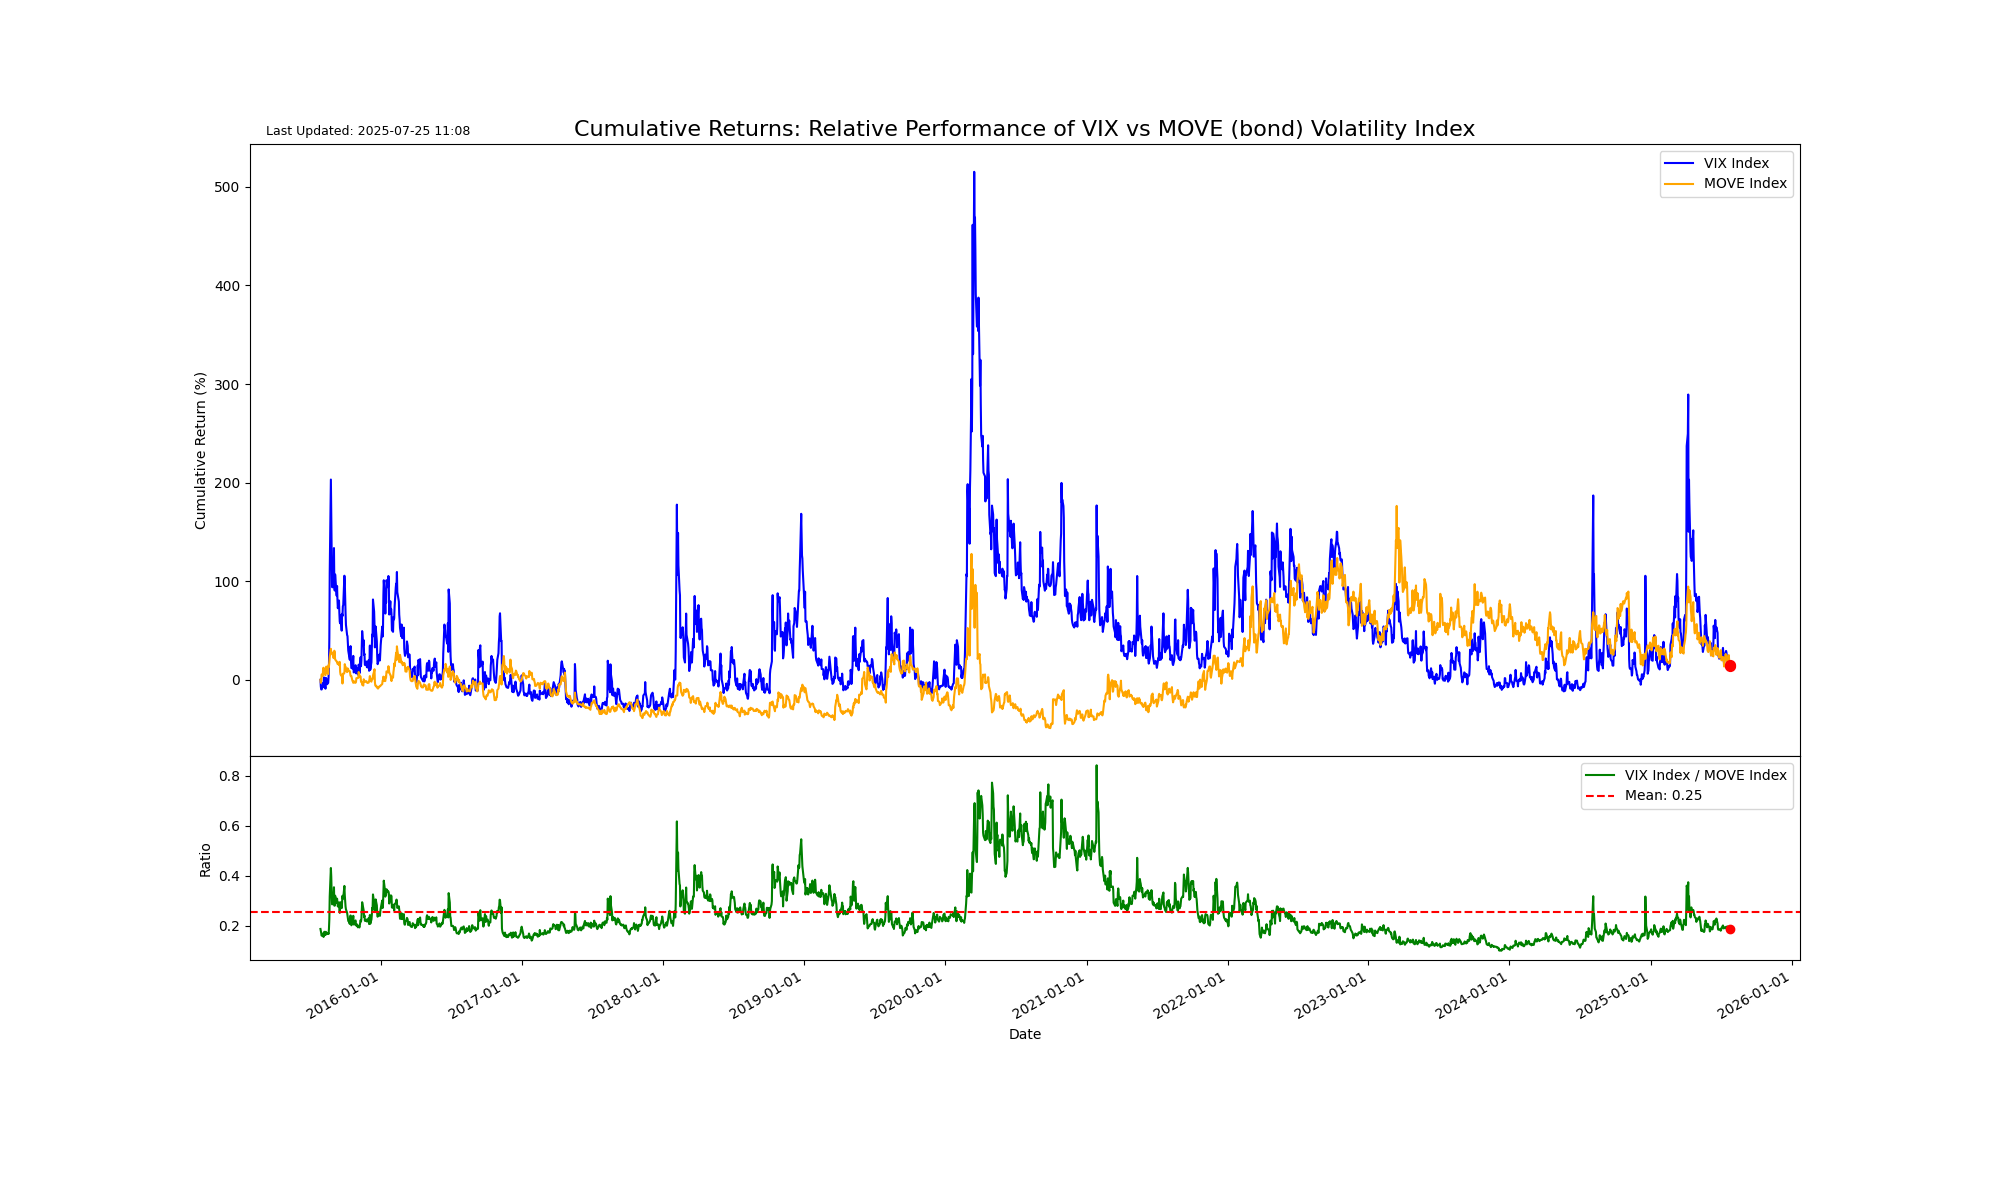 Last Updated: 2025-07-25 11:08
Cumulative Returns: Relative Performance of VIX vs MOVE (bond) Volatility Index
VIX Index
MOVE Index
500
400
300
200
100
0
Cumulative Return (%)
VIX Index / MOVE Index
Mean: 0.25
0.8
0.6
0.4
0.2
Ratio
2016-01-01
2017-01-01
2018-01-01
2019-01-01
2020-01-01
2021-01-01
2022-01-01
2023-01-01
2024-01-01
2025-01-01
2026-01-01
Date